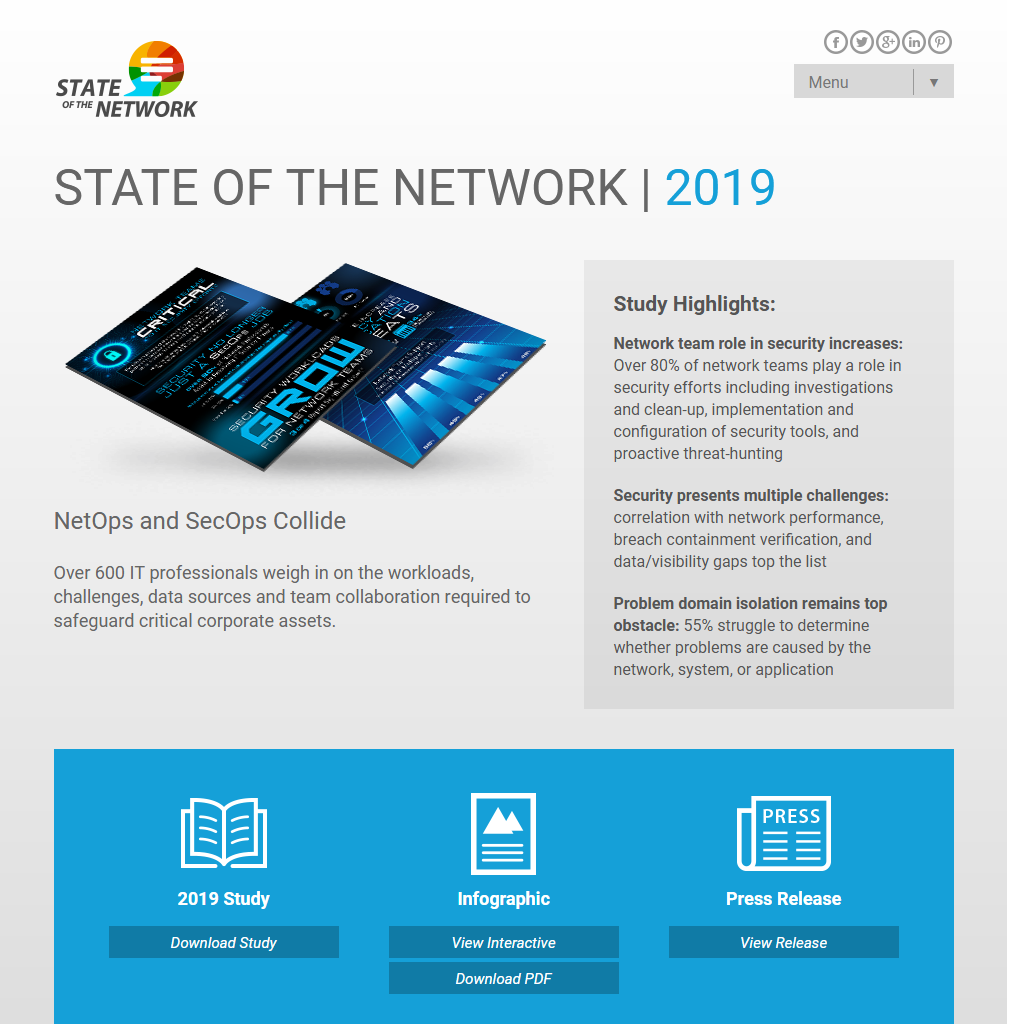 STATE
OF THE NETWORK
Menu
STATE OF THE NETWORK | 2019
CRITICAL
SECURITY NO LONGER
JUST A SECOPS JOB
SECURITY WORKLOADS
GROW
FOR NETWORK TEAMS
Study Highlights:
Network team role in security increases:
Over 80% of network teams play a role in
security efforts including investigations
and clean-up, implementation and
configuration of security tools, and
proactive threat-hunting
Security presents multiple challenges:
correlation with network performance,
breach containment verification, and
data/visibility gaps top the list
Problem domain isolation remains top
obstacle: 55% struggle to determine
whether problems are caused by the
network, system, or application
NetOps and SecOps Collide
Over 600 IT professionals weigh in on the workloads,
challenges, data sources and team collaboration required to
safeguard critical corporate assets.
PRESS
2019 Study
Infographic
Press Release
Download Study
View Interactive
View Release
Download PDF